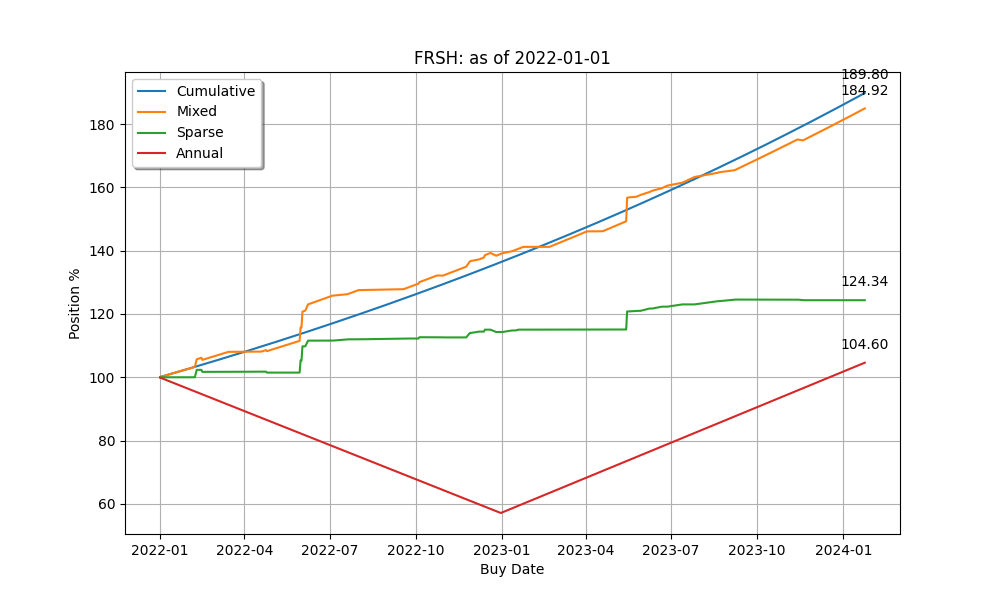 FRSH: as of 2022-01-01
Cumulative
Mixed
Sparse
Annual
189.80
184.92
124.34
104.60
Position %
180
160
140
120
100
80
60
2022-01 2022-04 2022-07 2022-10 2023-01 2023-04 2023-07 2023-10 2024-01
Buy Date